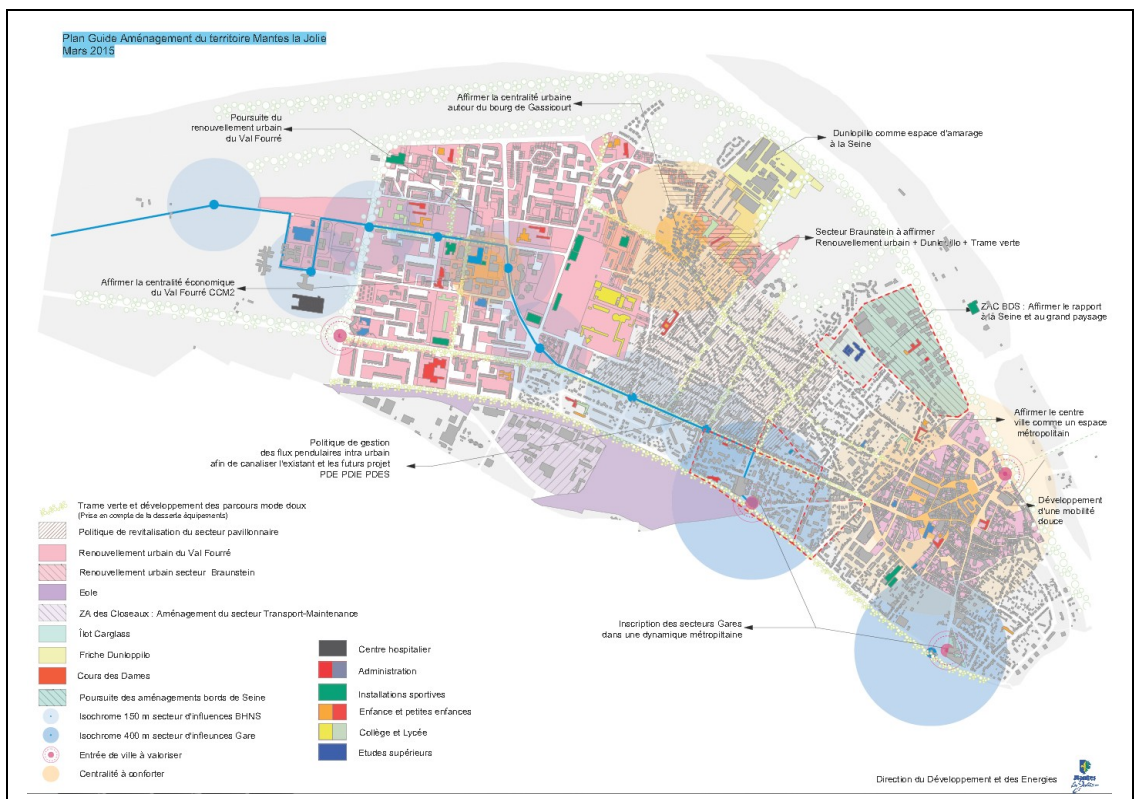 Plan Guide Aménagement du territoire Mantes la Jolie
Mars 2015
Affirmer la centralité urbaine
autour du bourg de Gassicourt
Poursuite du
renouvellement urbain
du Val Fourré
Dunlopillo comme espace d'amarage
à la Seine
Secteur Braunstein à affirmer
Renouvellement urbain + Dunlopillo + Trame verte
Affirmer la centralité économique
du Val Fourré CCM2
ZAC BDS : Affirmer le rapport
à la Seine et au grand paysage
Affirmer le centre
ville comme un espace
métropolitain
Politique de gestion
des flux pendulaires intra urbain
afin de canaliser l'existant et les futurs projet
PDE PDIE PDES
Développement
d'une mobilité
douce
Inscription des secteurs Gares
dans une dynamique métropiltaine
Trame verte et développement des parcours mode doux
(Prise en compte de la desserte équipements)
Politique de revitalisation du secteur pavillonnaire
Renouvellement urbain du Val Fourré
Renouvellement urbain secteur Braunstein
Eole
ZA des Closeaux : Aménagement du secteur Transport-Maintenance
Îlot Carglass
Friche Dunloppilo
Cours des Dames
Poursuite des aménagements bords de Seine
Isochrome 150 m secteur d'influences BHNS
Isochrome 400 m secteur d'infleunces Gare
Entrée de ville à valoriser
Centralité à conforter
Centre hospitalier
Administration
Installations sportives
Enfance et petites enfances
Collège et Lycée
Etudes supérieurs
Direction du Développement et des Energies
Mantes
la Jolie